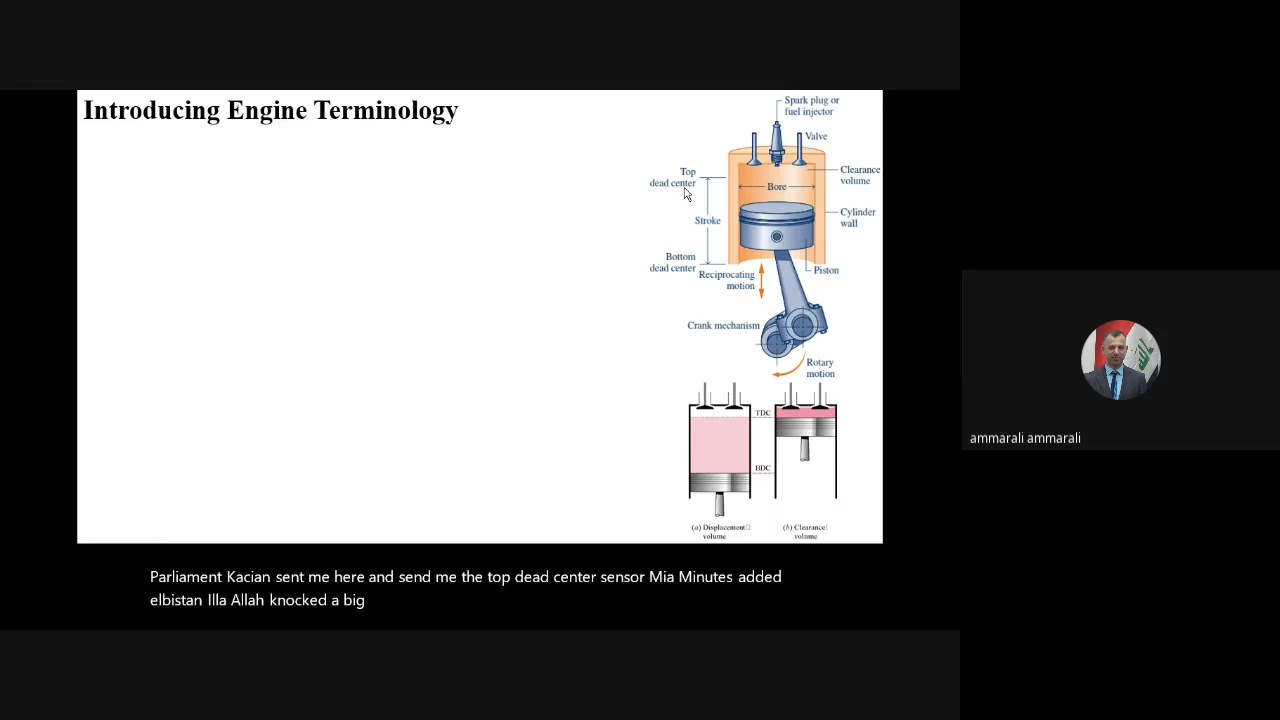 Introducing Engine Terminology
Spark plug or
fuel injector
Valve
Top
dead center
Clearance
volume
Bore
Stroke
Cylinder
wall
Bottom
dead center
Reciprocating
motion
Piston
Crank mechanism
Rotary
motion
TDC
BDC
(a) Displacement
volume
(b) Clearance
volume
ammarali ammarali
Parliament Kacian sent me here and send me the top dead center sensor Mia Minutes added
elbistan Illa Allah knocked a big